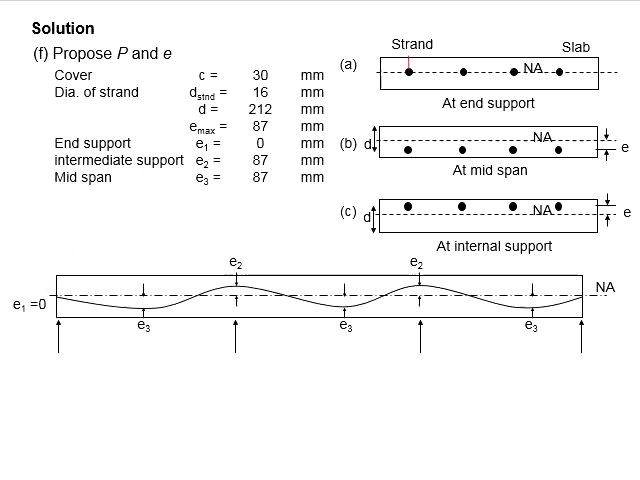 Solution
(f) Propose P and e
Cover c = 30 mm
Dia. of strand dstnd = 16 mm
d = 212 mm
emax = 87 mm
End support e1 = 0 mm
intermediate support e2 = 87 mm
Mid span e3 = 87 mm
Strand Slab
(a) NA
At end support
(b) d NA e
At mid span
(c) d NA e
At internal support
e2 e2
NA
e1 =0
e3 e3 e3